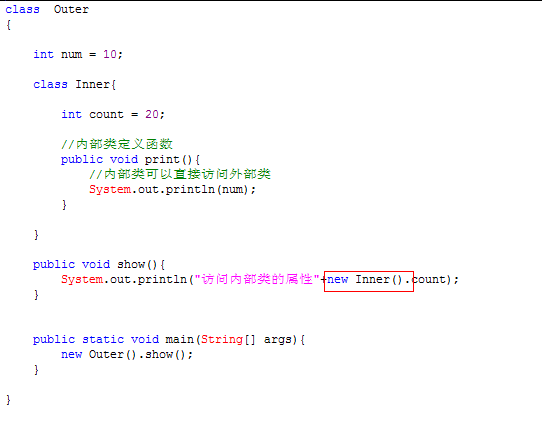 class  Outer
{
int num = 10;
class Inner{
int count = 20;
//内部类定义函数
public void print(){
//内部类可以直接访问外部类
System.out.println(num);
}
}
public void show(){
System.out.println("访问内部类的属性"+new Inner().count);
}
public static void main(String[] args){
new Outer().show();
}
}